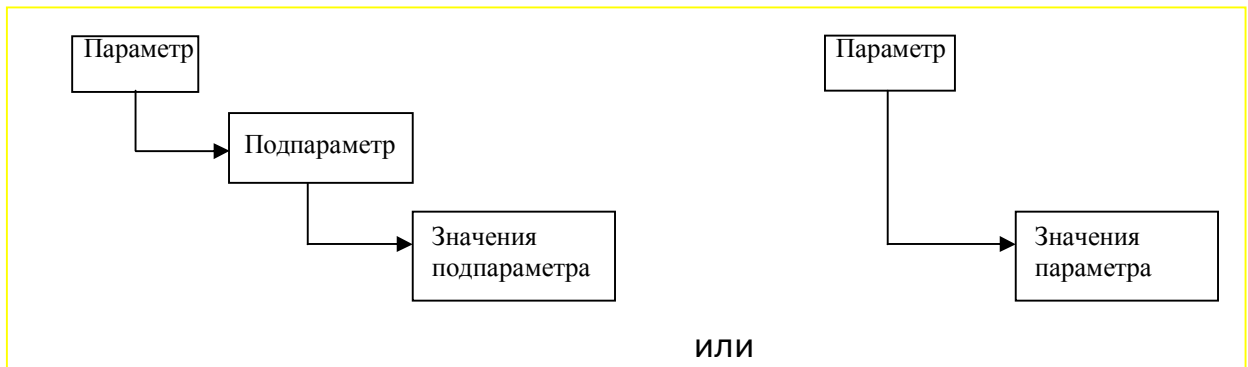 Параметр
Подпараметр
Значения
подпараметра
Параметр
Значения
параметра
или